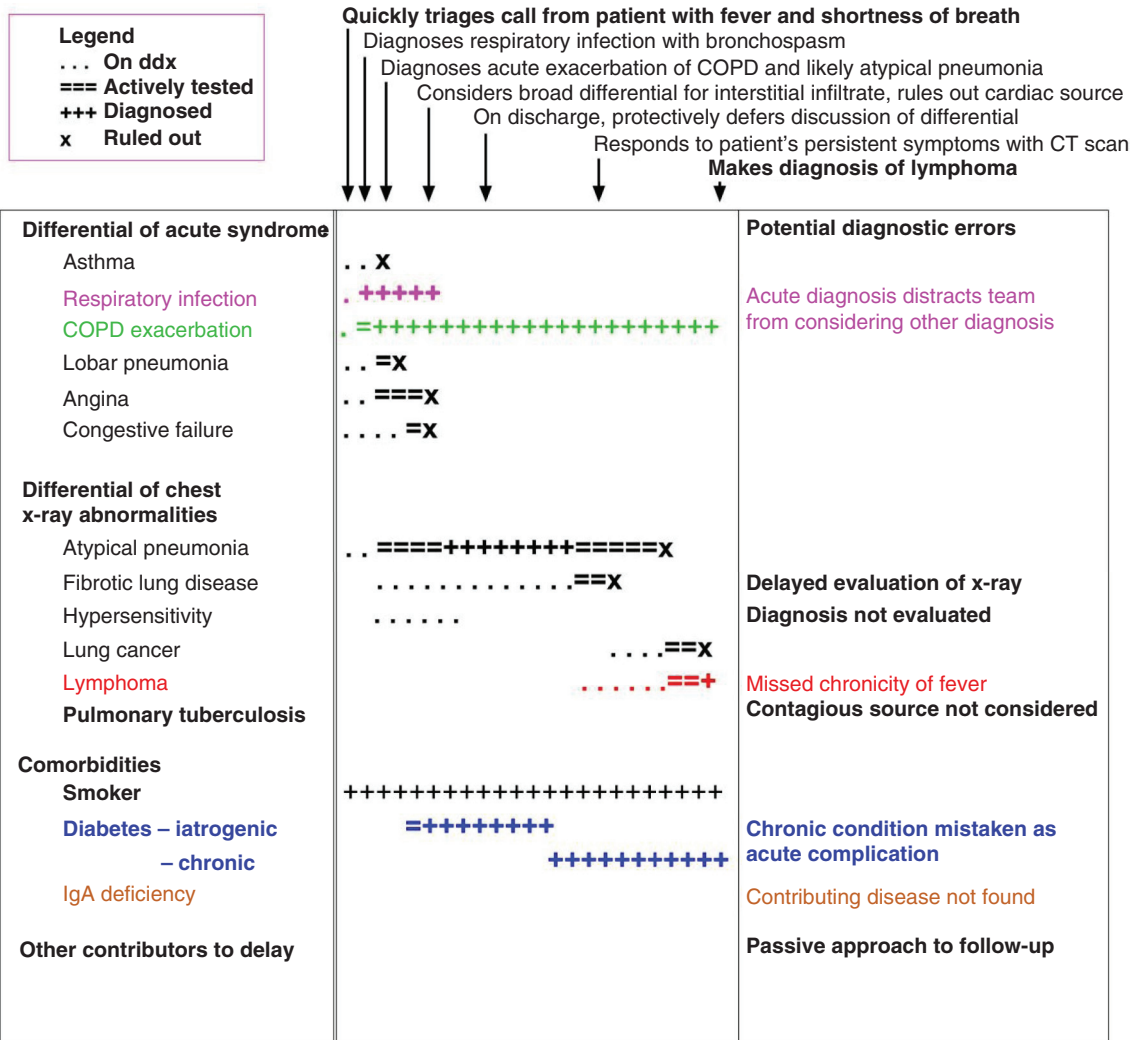 Legend
. . . On ddx
=== Actively tested
+++ Diagnosed
x Ruled out
Quickly triages call from patient with fever and shortness of breath
Diagnoses respiratory infection with bronchospasm
Diagnoses acute exacerbation of COPD and likely atypical pneumonia
Considers broad differential for interstitial infiltrate, rules out cardiac source
On discharge, protectively defers discussion of differential
Responds to patient's persistent symptoms with CT scan
Makes diagnosis of lymphoma
Differential of acute syndrome
Potential diagnostic errors
Asthma . . x
Respiratory infection . +++++
Acute diagnosis distracts team
COPD exacerbation . =+++++++++++++++++++++
from considering other diagnosis
Lobar pneumonia . . =x
Angina . . ===x
Congestive failure . . . . =x
Differential of chest
x-ray abnormalities
Atypical pneumonia . . ====++++++++=====x
Fibrotic lung disease . . . . . . . . . . . . ==x Delayed evaluation of x-ray
Hypersensitivity . . . . . . Diagnosis not evaluated
Lung cancer . . . . ==x
Lymphoma . . . . . . ==+ Missed chronicity of fever
Pulmonary tuberculosis Contagious source not considered
Comorbidities
Smoker +++++++++++++++++++++++
Diabetes – iatrogenic =++++++++ Chronic condition mistaken as
– chronic +++++++++++ acute complication
IgA deficiency Contributing disease not found
Other contributors to delay Passive approach to follow-up